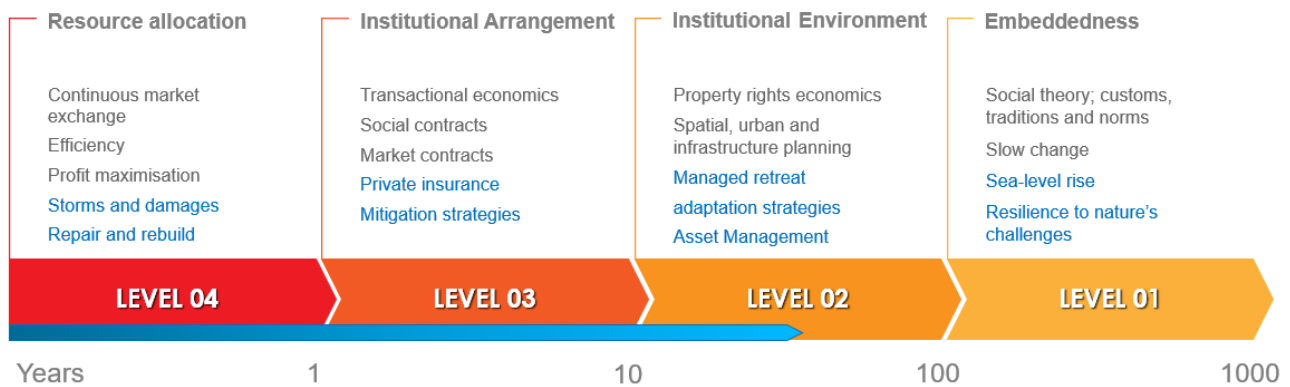 Resource allocation
Continuous market
exchange
Efficiency
Profit maximisation
Storms and damages
Repair and rebuild
Institutional Arrangement
Transactional economics
Social contracts
Market contracts
Private insurance
Mitigation strategies
Institutional Environment
Property rights economics
Spatial, urban and
infrastructure planning
Managed retreat
adaptation strategies
Asset Management
Embeddedness
Social theory; customs,
traditions and norms
Slow change
Sea-level rise
Resilience to nature's
challenges
LEVEL 04
LEVEL 03
LEVEL 02
LEVEL 01
Years 1 10 100 1000